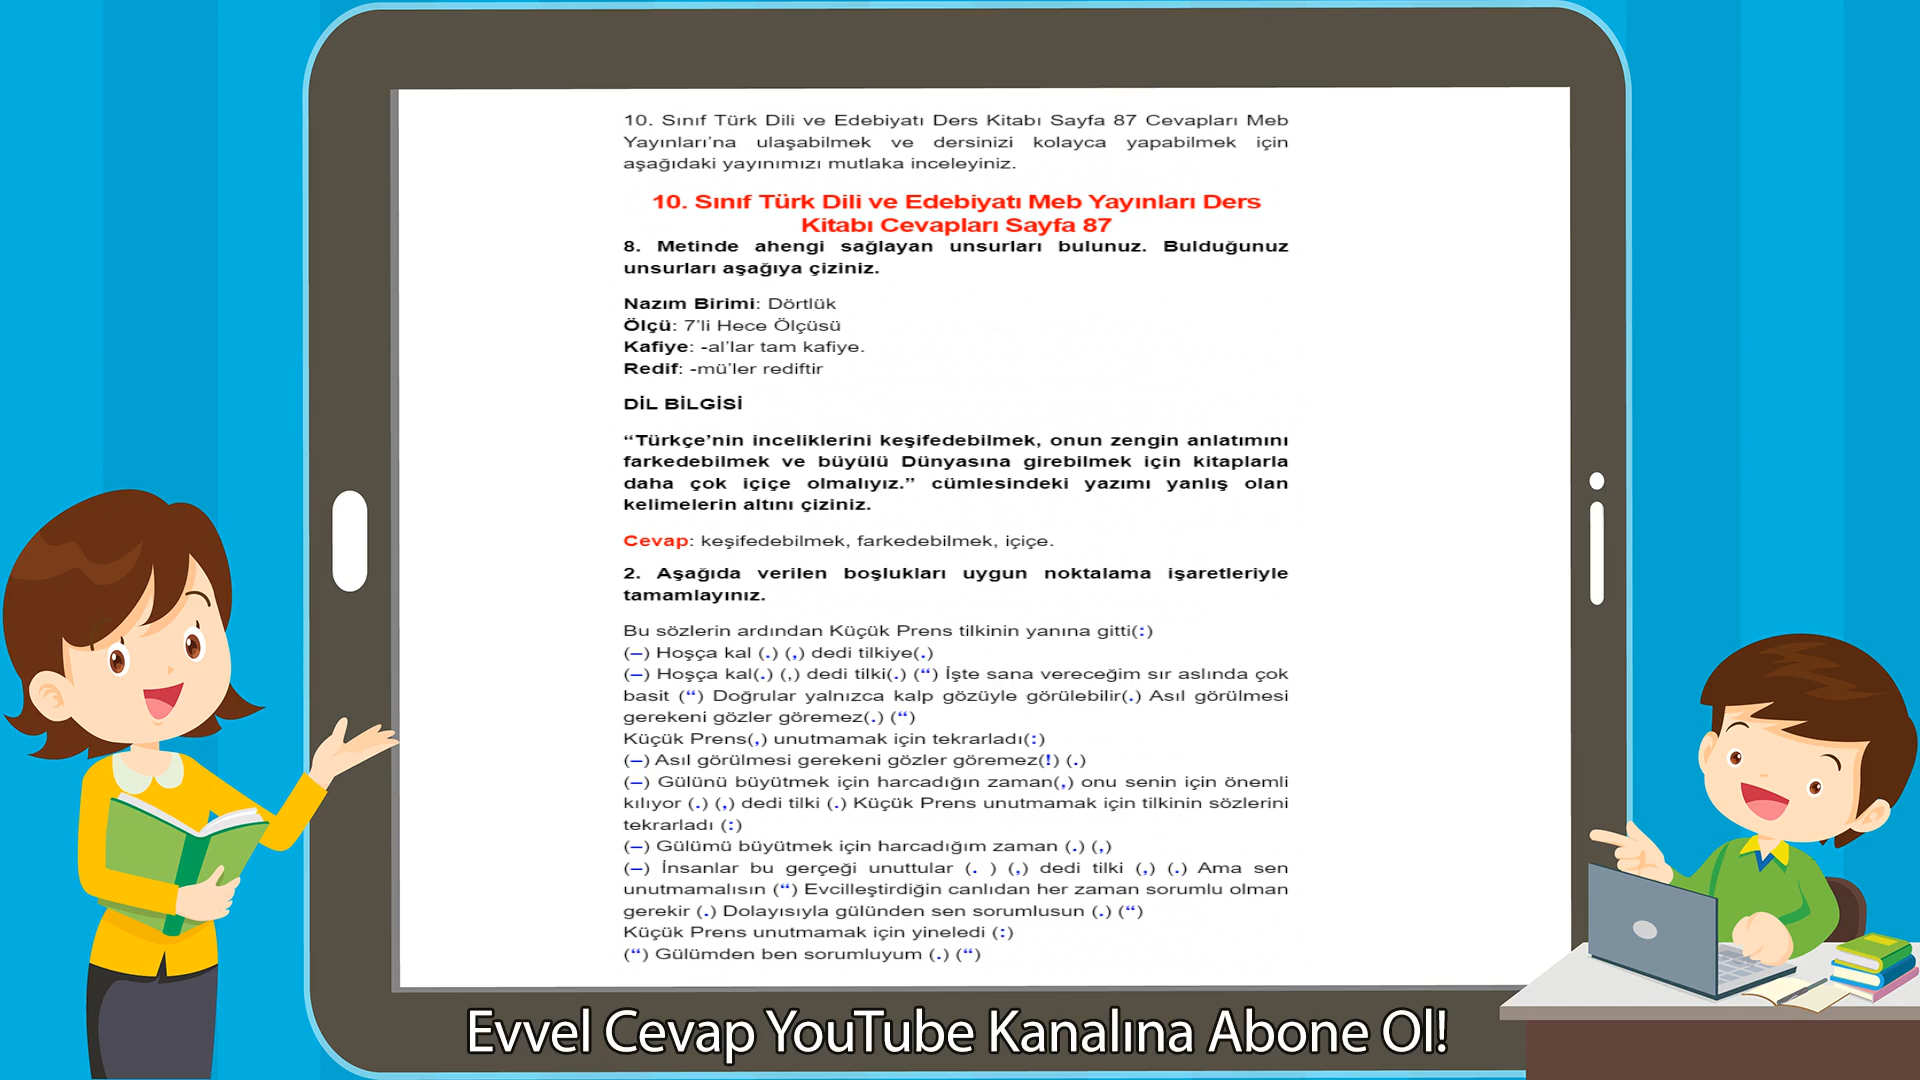 10. Sınıf Türk Dili ve Edebiyatı Ders Kitabı Sayfa 87 Cevapları Meb
Yayınları’na ulaşabilmek ve dersinizi kolayca yapabilmek için
aşağıdaki yayınımızı mutlaka inceleyiniz.
10. Sınıf Türk Dili ve Edebiyatı Meb Yayınları Ders
Kitabı Cevapları Sayfa 87
8. Metinde ahengi sağlayan unsurları bulunuz. Bulduğunuz
unsurları aşağıya çiziniz.
Nazım Birimi: Dörtlük
Ölçü: 7’li Hece Ölçüsü
Kafiye: -al’lar tam kafiye.
Redif: -mü’ler rediftir
DİL BİLGİSİ
“Türkçe’nin inceliklerini keşifedebilmek, onun zengin anlatımını
farkedebilmek ve büyülü Dünyasına girebilmek için kitaplarla
daha çok içiçe olmalıyız.” cümlesindeki yazımı yanlış olan
kelimelerin altını çiziniz.
Cevap: keşifedebilmek, farkedebilmek, içiçe.
2. Aşağıda verilen boşlukları uygun noktalama işaretleriyle
tamamlayınız.
Bu sözlerin ardından Küçük Prens tilkinin yanına gitti(:)
(–) Hoşça kal (.) (,) dedi tilkiye(.)
(–) Hoşça kal(.) (,) dedi tilki(.) (“) İşte sana vereceğim sır aslında çok
basit (“) Doğrular yalnızca kalp gözüyle görülebilir(.) Asıl görülmesi
gerekeni gözler göremez(.) (“)
Küçük Prens(,) unutmamak için tekrarladı(:)
(–) Asıl görülmesi gerekeni gözler göremez(!) (.)
(–) Gülünü büyütmek için harcadığın zaman(,) onu senin için önemli
kılıyor (.) (,) dedi tilki (.) Küçük Prens unutmamak için tilkinin sözlerini
tekrarladı (:)
(–) Gülümü büyütmek için harcadığım zaman (.) (,)
(–) İnsanlar bu gerçeği unuttular (. ) (,) dedi tilki (,) (.) Ama sen
unutmamalısın (“) Evcilleştirdiğin canlıdan her zaman sorumlu olman
gerekir (.) Dolayısıyla gülünden sen sorumlusun (.) (“)
Küçük Prens unutmamak için yineledi (:)
(“) Gülümden ben sorumluyum (.) (“)
Evvel Cevap YouTube Kanalına Abone Ol!